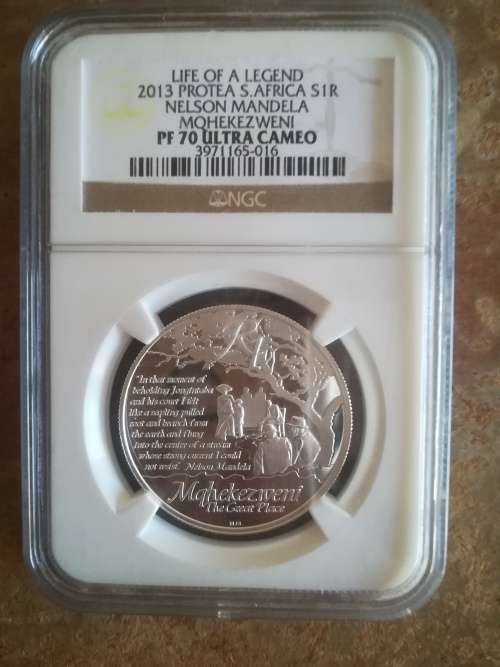 LIFE OF A LEGEND
2013 PROTEA S.AFRICA S1R
NELSON MANDELA
MQHEKEZWENI
PF 70 ULTRA CAMEO
3971165-016
NGC
R1
"In that moment of
beholding Jongintaba
and his court I felt
like a sapling pulled
root and branch from
the earth and flung
into the center of a stream
whose strong current I could
not resist." Nelson Mandela
Mqhekezweni
The Great Place